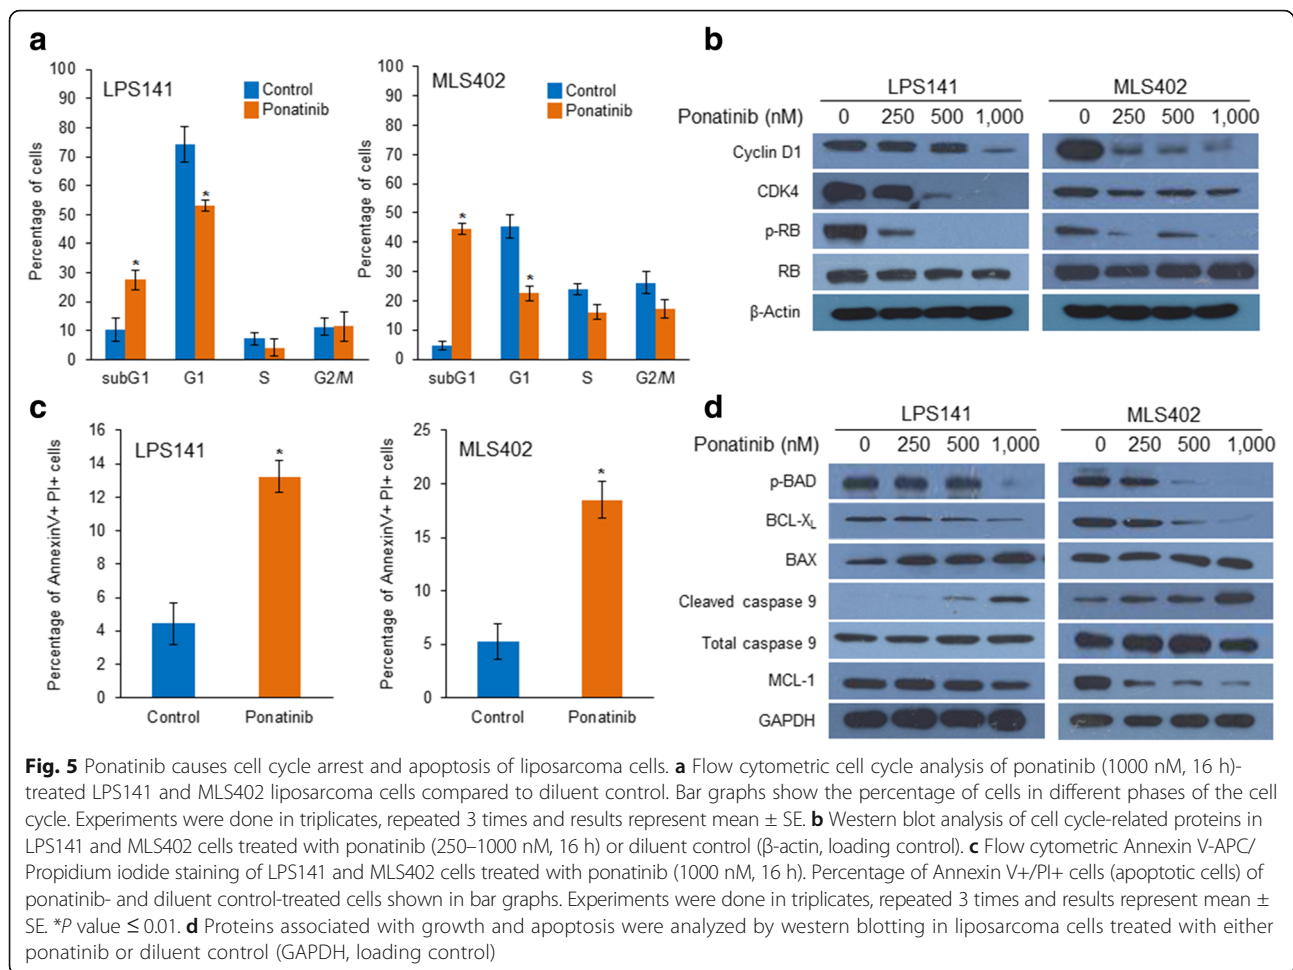 a
100
90
80
70
60
50
40
30
20
10
0
Percentage of cells
LPS141
Control
Ponatinib
subG1 G1 S G2/M
100
90
80
70
60
50
40
30
20
10
0
Percentage of cells
MLS402
Control
Ponatinib
subG1 G1 S G2/M
* * * *
b
LPS141 MLS402
Ponatinib (nM) 0 250 500 1,000 0 250 500 1,000
Cyclin D1
CDK4
p-RB
RB
β-Actin
c
16
14
12
10
8
6
4
2
0
Percentage of AnnexinV+ PI+ cells
LPS141
*
Control Ponatinib
25
20
15
10
5
0
Percentage of AnnexinV+ PI+ cells
MLS402
*
Control Ponatinib
d
LPS141 MLS402
Ponatinib (nM) 0 250 500 1,000 0 250 500 1,000
p-BAD
BCL-XL
BAX
Cleaved caspase 9
Total caspase 9
MCL-1
GAPDH
Fig. 5 Ponatinib causes cell cycle arrest and apoptosis of liposarcoma cells. a Flow cytometric cell cycle analysis of ponatinib (1000 nM, 16 h)-
treated LPS141 and MLS402 liposarcoma cells compared to diluent control. Bar graphs show the percentage of cells in different phases of the cell
cycle. Experiments were done in triplicates, repeated 3 times and results represent mean ± SE. b Western blot analysis of cell cycle-related proteins in
LPS141 and MLS402 cells treated with ponatinib (250–1000 nM, 16 h) or diluent control (β-actin, loading control). c Flow cytometric Annexin V-APC/
Propidium iodide staining of LPS141 and MLS402 cells treated with ponatinib (1000 nM, 16 h). Percentage of Annexin V+/PI+ cells (apoptotic cells) of
ponatinib- and diluent control-treated cells shown in bar graphs. Experiments were done in triplicates, repeated 3 times and results represent mean ±
SE. *P value ≤ 0.01. d Proteins associated with growth and apoptosis were analyzed by western blotting in liposarcoma cells treated with either
ponatinib or diluent control (GAPDH, loading control)